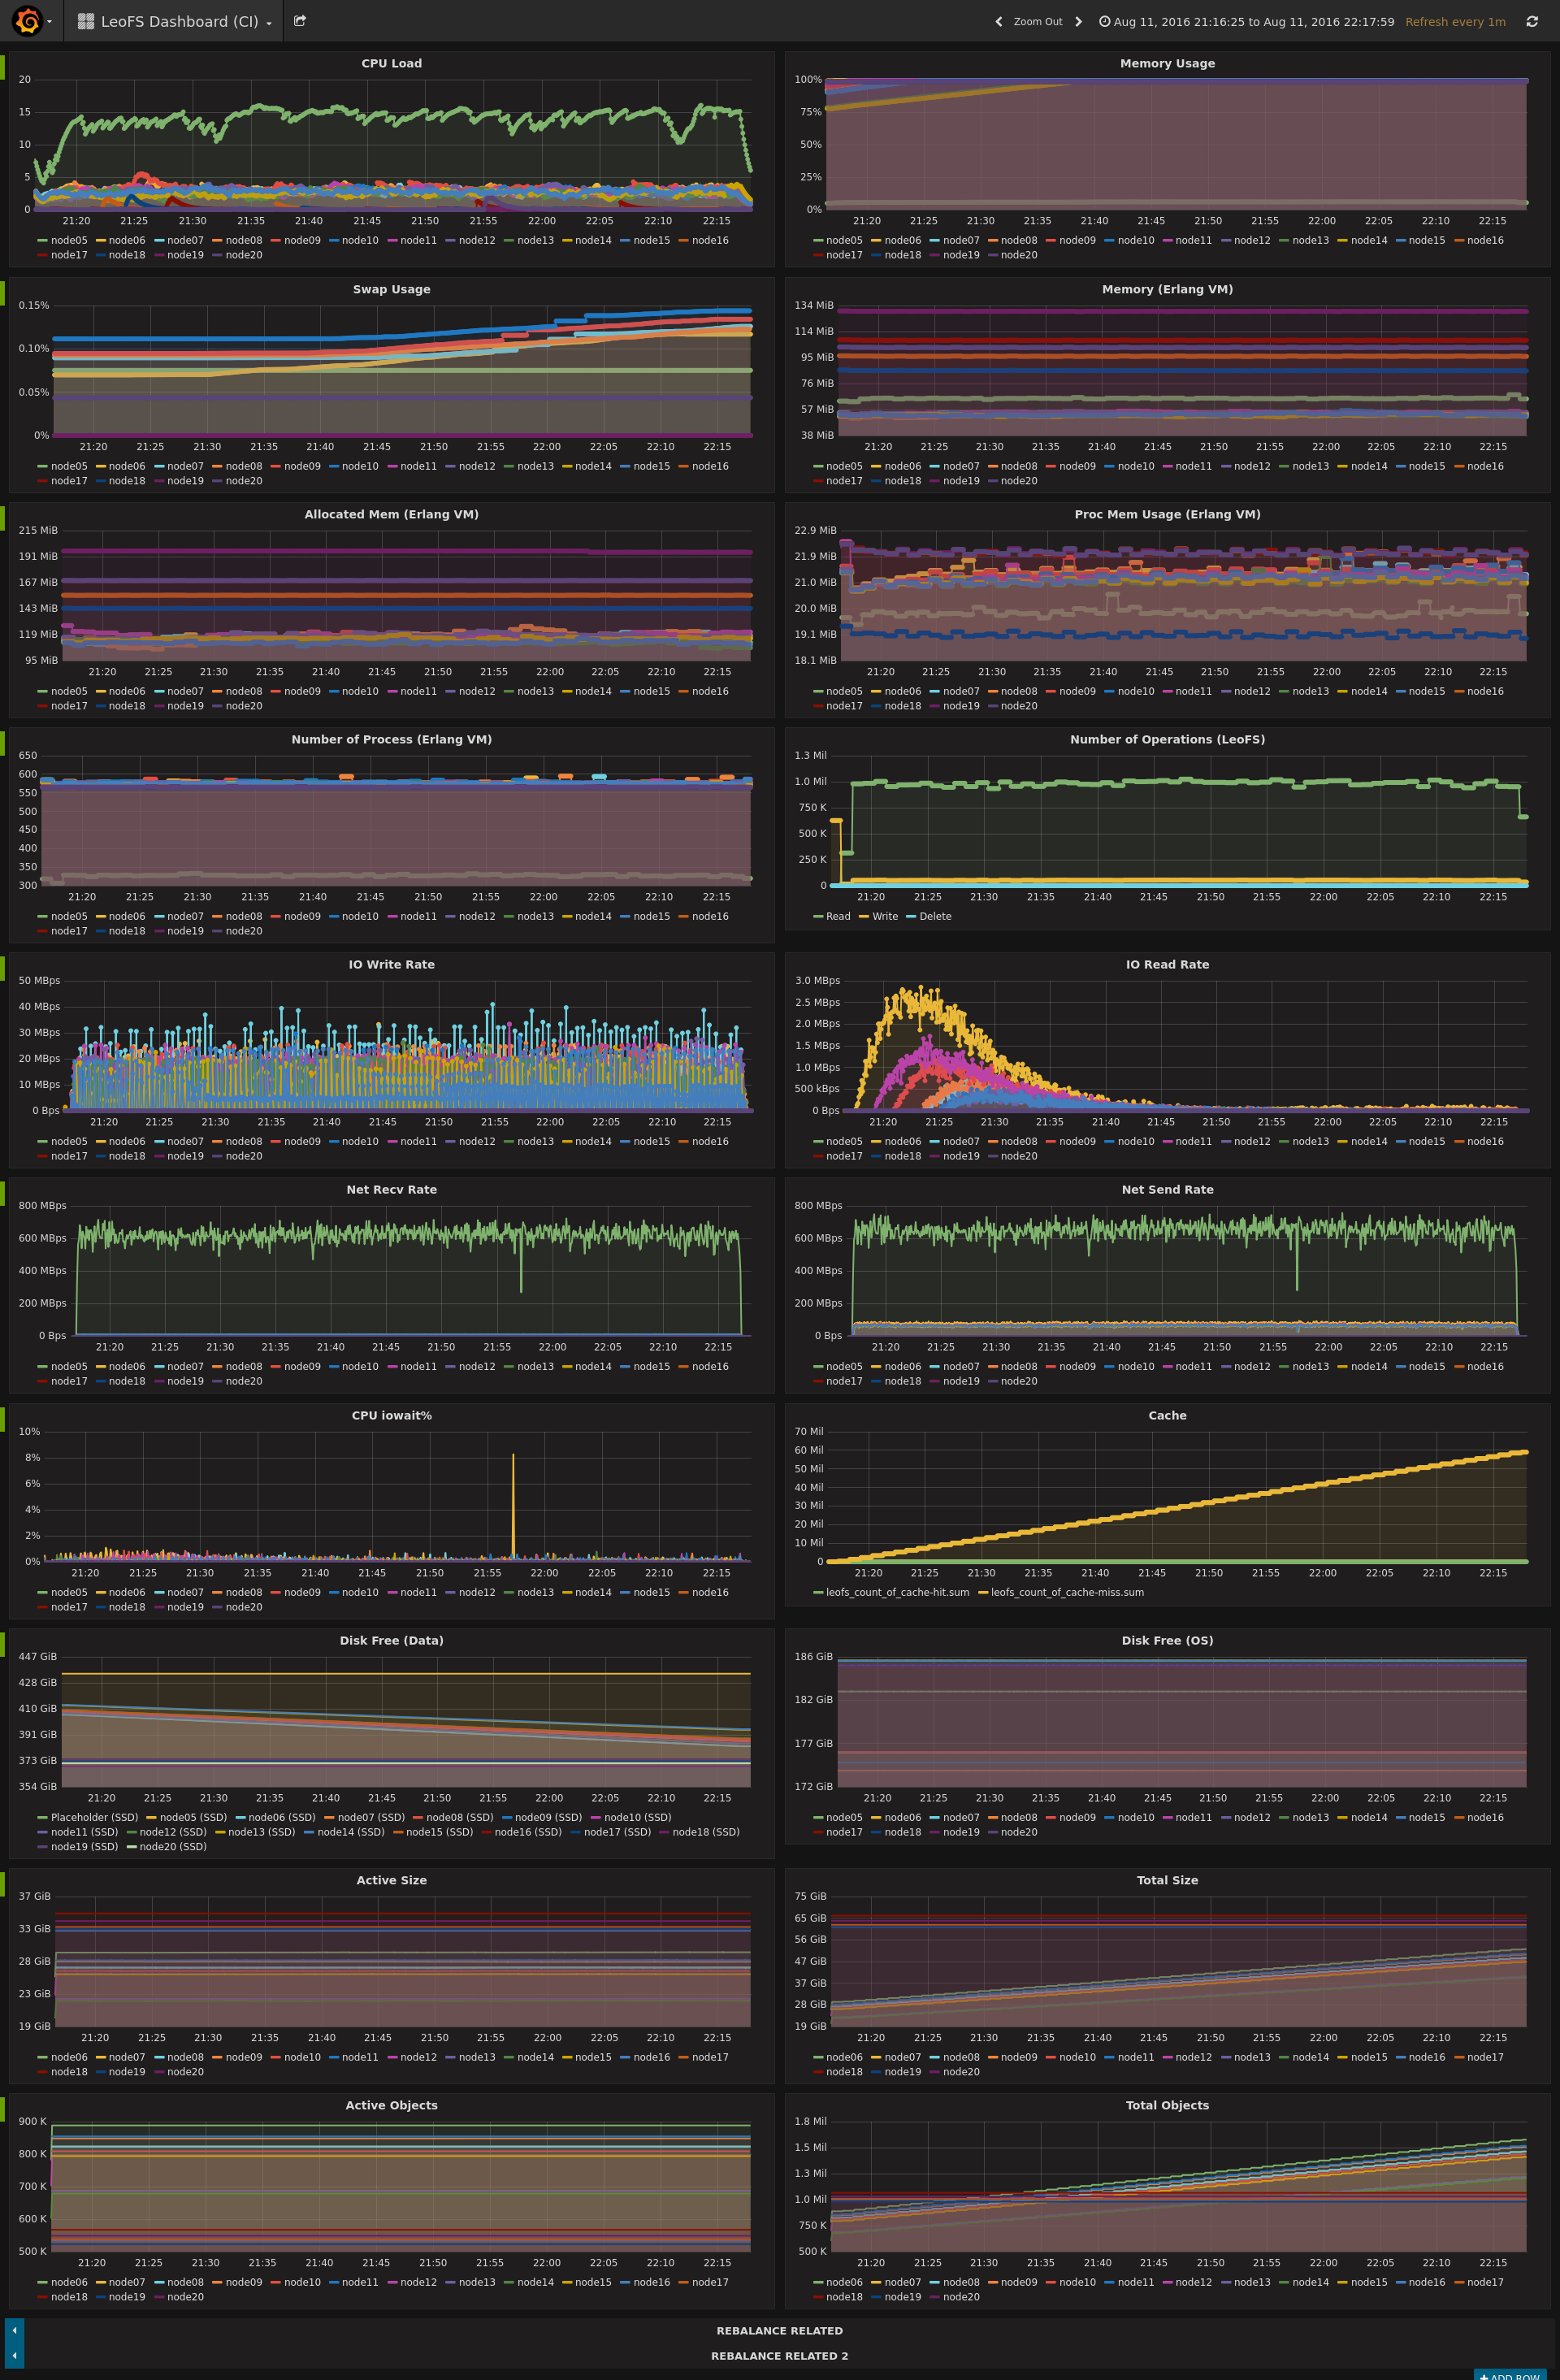 LeoFS Dashboard (CI)
Zoom Out
Aug 11, 2016 21:16:25 to Aug 11, 2016 22:17:59 Refresh every 1m
CPU Load
20
15
10
5
0
21:20 21:25 21:30 21:35 21:40 21:45 21:50 21:55 22:00 22:05 22:10 22:15
node05 node06 node07 node08 node09 node10 node11 node12 node13 node14 node15 node16
node17 node18 node19 node20
Memory Usage
100%
75%
50%
25%
0%
21:20 21:25 21:30 21:35 21:40 21:45 21:50 21:55 22:00 22:05 22:10 22:15
node05 node06 node07 node08 node09 node10 node11 node12 node13 node14 node15 node16
node17 node18 node19 node20
Swap Usage
0.15%
0.10%
0.05%
0%
21:20 21:25 21:30 21:35 21:40 21:45 21:50 21:55 22:00 22:05 22:10 22:15
node05 node06 node07 node08 node09 node10 node11 node12 node13 node14 node15 node16
node17 node18 node19 node20
Memory (Erlang VM)
134 MiB
114 MiB
95 MiB
76 MiB
57 MiB
38 MiB
21:20 21:25 21:30 21:35 21:40 21:45 21:50 21:55 22:00 22:05 22:10 22:15
node05 node06 node07 node08 node09 node10 node11 node12 node13 node14 node15 node16
node17 node18 node19 node20
Allocated Mem (Erlang VM)
215 MiB
191 MiB
167 MiB
143 MiB
119 MiB
95 MiB
21:20 21:25 21:30 21:35 21:40 21:45 21:50 21:55 22:00 22:05 22:10 22:15
node05 node06 node07 node08 node09 node10 node11 node12 node13 node14 node15 node16
node17 node18 node19 node20
Proc Mem Usage (Erlang VM)
22.9 MiB
21.9 MiB
21.0 MiB
20.0 MiB
19.1 MiB
18.1 MiB
21:20 21:25 21:30 21:35 21:40 21:45 21:50 21:55 22:00 22:05 22:10 22:15
node05 node06 node07 node08 node09 node10 node11 node12 node13 node14 node15 node16
node17 node18 node19 node20
Number of Process (Erlang VM)
650
600
550
500
450
400
350
300
21:20 21:25 21:30 21:35 21:40 21:45 21:50 21:55 22:00 22:05 22:10 22:15
node05 node06 node07 node08 node09 node10 node11 node12 node13 node14 node15 node16
node17 node18 node19 node20
Number of Operations (LeoFS)
1.3 Mil
1.0 Mil
750 K
500 K
250 K
0
21:20 21:25 21:30 21:35 21:40 21:45 21:50 21:55 22:00 22:05 22:10 22:15
Read Write Delete
IO Write Rate
50 MBps
40 MBps
30 MBps
20 MBps
10 MBps
0 Bps
21:20 21:25 21:30 21:35 21:40 21:45 21:50 21:55 22:00 22:05 22:10 22:15
node05 node06 node07 node08 node09 node10 node11 node12 node13 node14 node15 node16
node17 node18 node19 node20
IO Read Rate
3.0 MBps
2.5 MBps
2.0 MBps
1.5 MBps
1.0 MBps
500 kBps
0 Bps
21:20 21:25 21:30 21:35 21:40 21:45 21:50 21:55 22:00 22:05 22:10 22:15
node05 node06 node07 node08 node09 node10 node11 node12 node13 node14 node15 node16
node17 node18 node19 node20
Net Recv Rate
800 MBps
600 MBps
400 MBps
200 MBps
0 Bps
21:20 21:25 21:30 21:35 21:40 21:45 21:50 21:55 22:00 22:05 22:10 22:15
node05 node06 node07 node08 node09 node10 node11 node12 node13 node14 node15 node16
node17 node18 node19 node20
Net Send Rate
800 MBps
600 MBps
400 MBps
200 MBps
0 Bps
21:20 21:25 21:30 21:35 21:40 21:45 21:50 21:55 22:00 22:05 22:10 22:15
node05 node06 node07 node08 node09 node10 node11 node12 node13 node14 node15 node16
node17 node18 node19 node20
CPU iowait%
10%
8%
6%
4%
2%
0%
21:20 21:25 21:30 21:35 21:40 21:45 21:50 21:55 22:00 22:05 22:10 22:15
node05 node06 node07 node08 node09 node10 node11 node12 node13 node14 node15 node16
node17 node18 node19 node20
Cache
70 Mil
60 Mil
50 Mil
40 Mil
30 Mil
20 Mil
10 Mil
0
21:20 21:25 21:30 21:35 21:40 21:45 21:50 21:55 22:00 22:05 22:10 22:15
leofs_count_of_cache-hit.sum leofs_count_of_cache-miss.sum
Disk Free (Data)
447 GiB
428 GiB
410 GiB
391 GiB
373 GiB
354 GiB
21:20 21:25 21:30 21:35 21:40 21:45 21:50 21:55 22:00 22:05 22:10 22:15
Placeholder (SSD) node05 (SSD) node06 (SSD) node07 (SSD) node08 (SSD) node09 (SSD) node10 (SSD)
node11 (SSD) node12 (SSD) node13 (SSD) node14 (SSD) node15 (SSD) node16 (SSD) node17 (SSD) node18 (SSD)
node19 (SSD) node20 (SSD)
Disk Free (OS)
186 GiB
182 GiB
177 GiB
172 GiB
21:20 21:25 21:30 21:35 21:40 21:45 21:50 21:55 22:00 22:05 22:10 22:15
node05 node06 node07 node08 node09 node10 node11 node12 node13 node14 node15 node16
node17 node18 node19 node20
Active Size
37 GiB
33 GiB
28 GiB
23 GiB
19 GiB
21:20 21:25 21:30 21:35 21:40 21:45 21:50 21:55 22:00 22:05 22:10 22:15
node06 node07 node08 node09 node10 node11 node12 node13 node14 node15 node16 node17
node18 node19 node20
Total Size
75 GiB
65 GiB
56 GiB
47 GiB
37 GiB
28 GiB
19 GiB
21:20 21:25 21:30 21:35 21:40 21:45 21:50 21:55 22:00 22:05 22:10 22:15
node06 node07 node08 node09 node10 node11 node12 node13 node14 node15 node16 node17
node18 node19 node20
Active Objects
900 K
800 K
700 K
600 K
500 K
21:20 21:25 21:30 21:35 21:40 21:45 21:50 21:55 22:00 22:05 22:10 22:15
node06 node07 node08 node09 node10 node11 node12 node13 node14 node15 node16 node17
node18 node19 node20
Total Objects
1.8 Mil
1.5 Mil
1.3 Mil
1.0 Mil
750 K
500 K
21:20 21:25 21:30 21:35 21:40 21:45 21:50 21:55 22:00 22:05 22:10 22:15
node06 node07 node08 node09 node10 node11 node12 node13 node14 node15 node16 node17
node18 node19 node20
REBALANCE RELATED
REBALANCE RELATED 2
+ ADD ROW